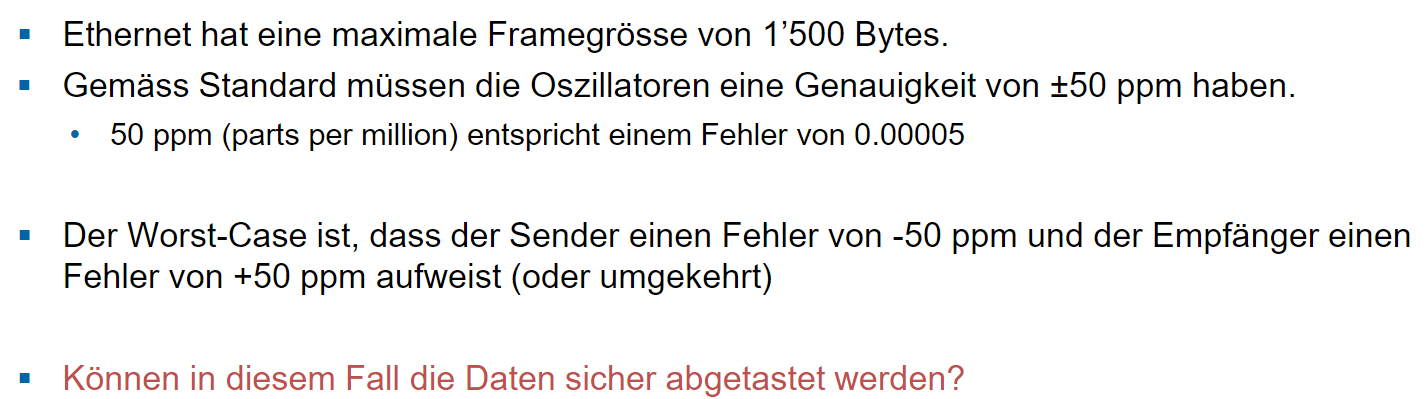 Ethernet hat eine maximale Framegrösse von 1’500 Bytes.
Gemäss Standard müssen die Oszillatoren eine Genauigkeit von ±50 ppm haben.
50 ppm (parts per million) entspricht einem Fehler von 0.00005
Der Worst-Case ist, dass der Sender einen Fehler von -50 ppm und der Empfänger einen
Fehler von +50 ppm aufweist (oder umgekehrt)
Können in diesem Fall die Daten sicher abgetastet werden?